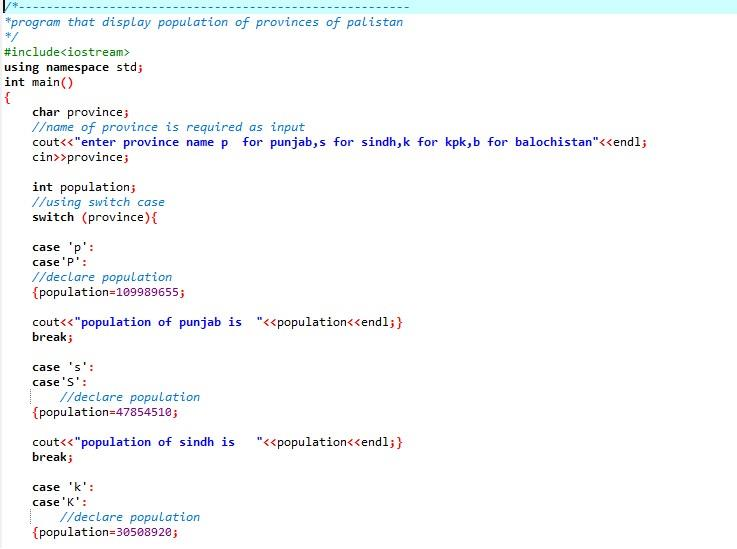 /*-----------------------------------------------------------
*program that display population of provinces of palistan
*/
#include<iostream>
using namespace std;
int main()
{
    char province;
    //name of province is required as input
    cout<<"enter province name p  for punjab,s for sindh,k for kpk,b for balochistan"<<endl;
    cin>>province;

    int population;
    //using switch case
    switch (province){

    case 'p':
    case'P':
    //declare population
    {population=109989655;

    cout<<"population of punjab is  "<<population<<endl;}
    break;

    case 's':
    case'S':
        //declare population
    {population=47854510;

    cout<<"population of sindh is   "<<population<<endl;}
    break;

    case 'k':
    case'K':
        //declare population
    {population=30508920;